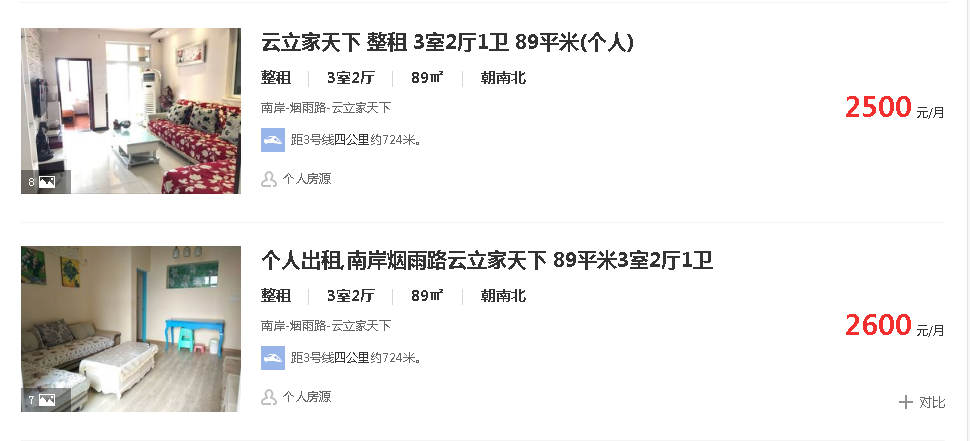 云立家天下 整租 3室2厅1卫 89平米(个人)
整租 3室2厅 89㎡ 朝南北
南岸-烟雨路-云立家天下
2500 元/月
距3号线四公里约724米。
8
个人房源
个人出租,南岸烟雨路云立家天下 89平米3室2厅1卫
整租 3室2厅 89㎡ 朝南北
南岸-烟雨路-云立家天下
2600 元/月
距3号线四公里约724米。
7
个人房源
对比